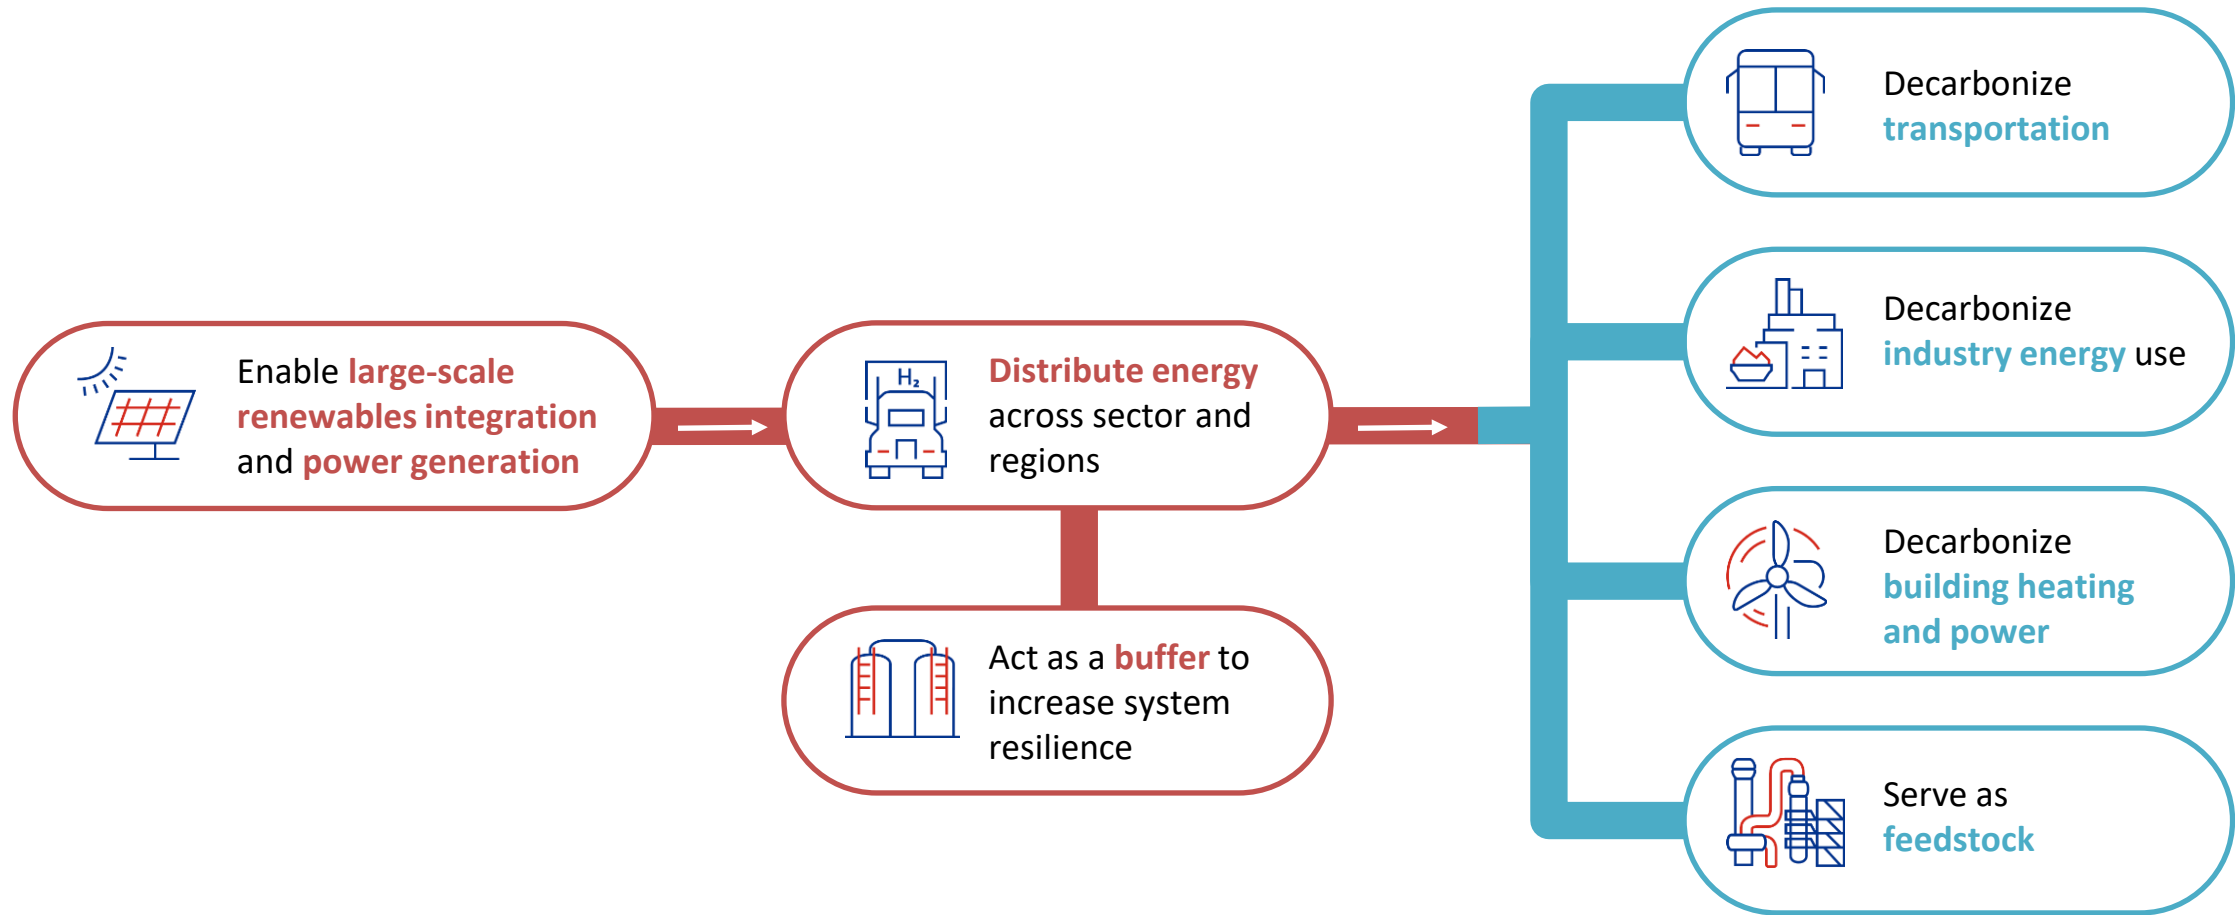 Enable large-scale
renewables integration
and power generation
H₂
Distribute energy
across sector and
regions
Act as a buffer to
increase system
resilience
Decarbonize
transportation
Decarbonize
industry energy use
Decarbonize
building heating
and power
Serve as
feedstock